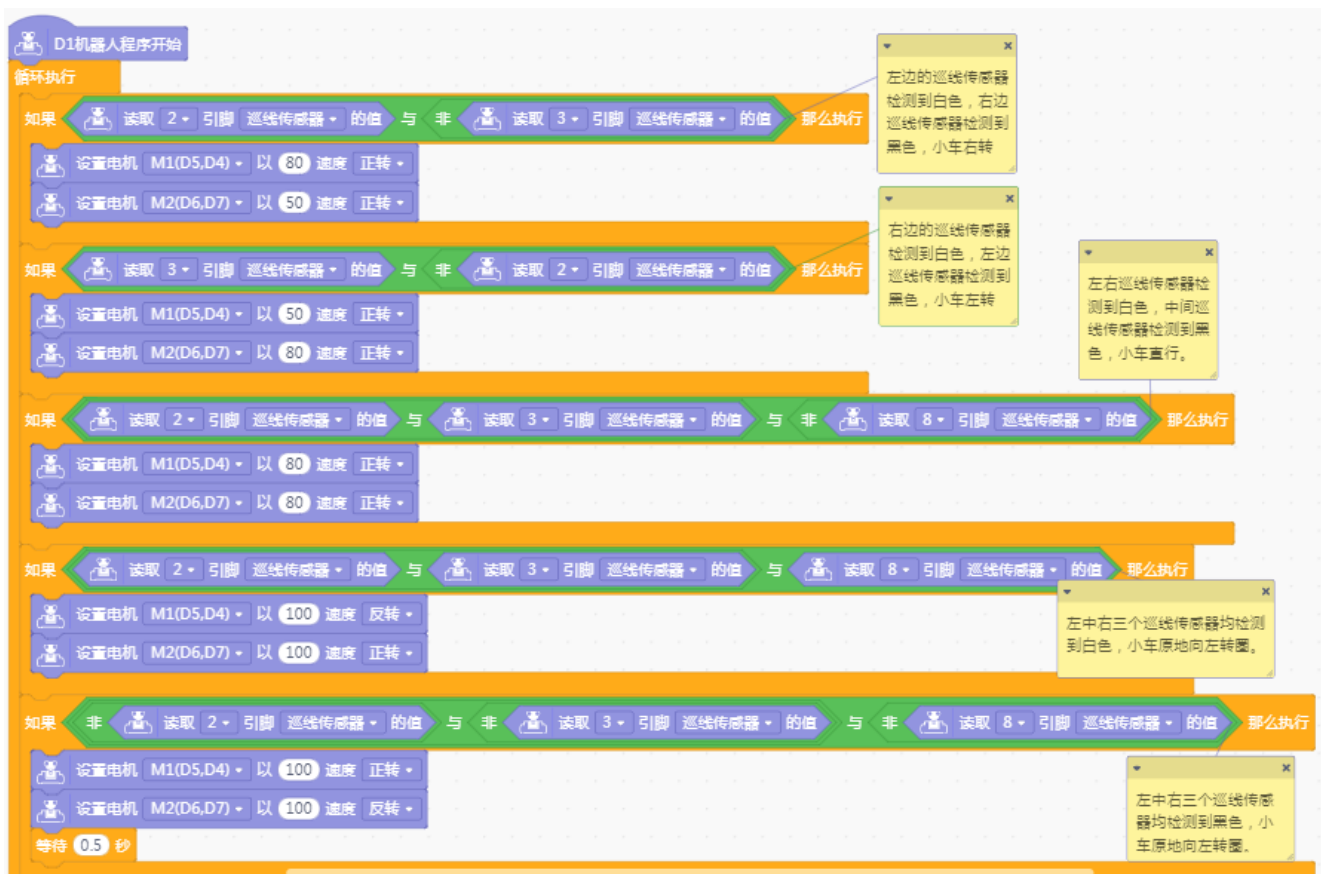 D1机器人程序开始
循环执行
如果 读取 2 引脚 巡线传感器 的值 与 非 读取 3 引脚 巡线传感器 的值 那么执行
设置电机 M1(D5,D4) 以 80 速度 正转
设置电机 M2(D6,D7) 以 50 速度 正转
左边的巡线传感器
检测到白色，右边
巡线传感器检测到
黑色，小车右转
如果 读取 3 引脚 巡线传感器 的值 与 非 读取 2 引脚 巡线传感器 的值 那么执行
设置电机 M1(D5,D4) 以 50 速度 正转
设置电机 M2(D6,D7) 以 80 速度 正转
右边的巡线传感器
检测到白色，左边
巡线传感器检测到
黑色，小车左转
如果 读取 2 引脚 巡线传感器 的值 与 读取 3 引脚 巡线传感器 的值 与 非 读取 8 引脚 巡线传感器 的值 那么执行
设置电机 M1(D5,D4) 以 80 速度 正转
设置电机 M2(D6,D7) 以 80 速度 正转
左右巡线传感器检
测到白色，中间巡
线传感器检测到黑
色，小车直行。
如果 读取 2 引脚 巡线传感器 的值 与 读取 3 引脚 巡线传感器 的值 与 读取 8 引脚 巡线传感器 的值 那么执行
设置电机 M1(D5,D4) 以 100 速度 反转
设置电机 M2(D6,D7) 以 100 速度 正转
左中右三个巡线传感器均检测
到白色，小车原地向左转圈。
如果 非 读取 2 引脚 巡线传感器 的值 与 非 读取 3 引脚 巡线传感器 的值 与 非 读取 8 引脚 巡线传感器 的值 那么执行
设置电机 M1(D5,D4) 以 100 速度 正转
设置电机 M2(D6,D7) 以 100 速度 反转
等待 0.5 秒
左中右三个巡线传感
器均检测到黑色，小
车原地向左转圈。